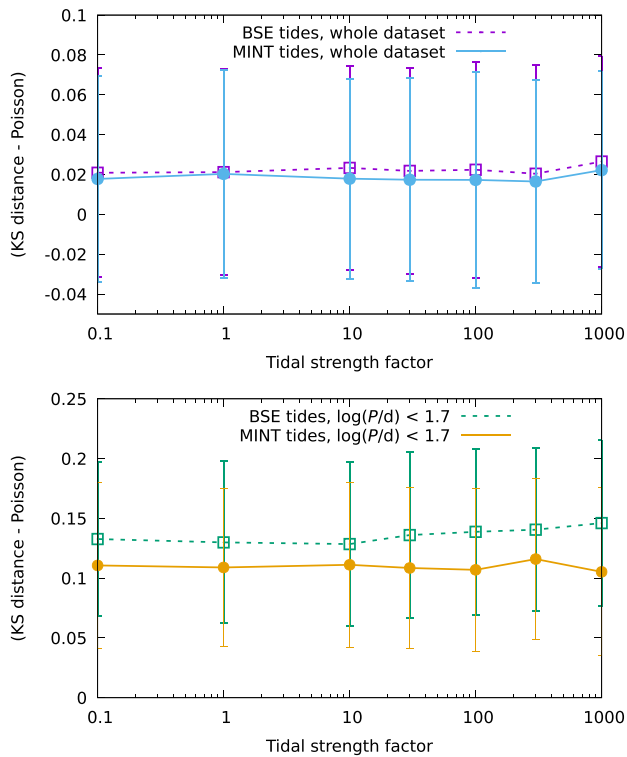 0.1
0.08
0.06
0.04
0.02
0
-0.02
-0.04
(KS distance - Poisson)
BSE tides, whole dataset
MINT tides, whole dataset
0.1 1 10 100 1000
Tidal strength factor
0.25
0.2
0.15
0.1
0.05
0
(KS distance - Poisson)
BSE tides, log(P/d) < 1.7
MINT tides, log(P/d) < 1.7
0.1 1 10 100 1000
Tidal strength factor